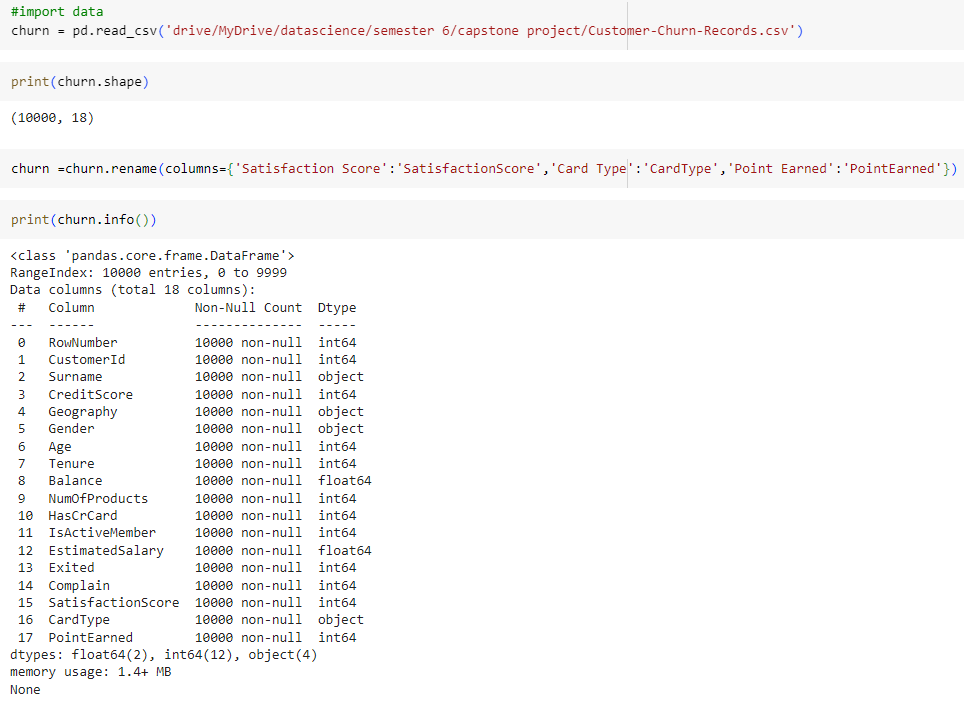 #import data
churn = pd.read_csv('drive/MyDrive/datascience/semester 6/capstone project/Customer-Churn-Records.csv')
print(churn.shape)
(10000, 18)
churn =churn.rename(columns={'Satisfaction Score':'SatisfactionScore','Card Type':'CardType','Point Earned':'PointEarned'})
print(churn.info())
<class 'pandas.core.frame.DataFrame'>
RangeIndex: 10000 entries, 0 to 9999
Data columns (total 18 columns):
 #   Column             Non-Null Count  Dtype
---  ------             --------------  -----
 0   RowNumber          10000 non-null  int64
 1   CustomerId         10000 non-null  int64
 2   Surname            10000 non-null  object
 3   CreditScore        10000 non-null  int64
 4   Geography          10000 non-null  object
 5   Gender             10000 non-null  object
 6   Age                10000 non-null  int64
 7   Tenure             10000 non-null  int64
 8   Balance            10000 non-null  float64
 9   NumOfProducts      10000 non-null  int64
 10  HasCrCard          10000 non-null  int64
 11  IsActiveMember     10000 non-null  int64
 12  EstimatedSalary    10000 non-null  float64
 13  Exited             10000 non-null  int64
 14  Complain           10000 non-null  int64
 15  SatisfactionScore  10000 non-null  int64
 16  CardType           10000 non-null  object
 17  PointEarned        10000 non-null  int64
dtypes: float64(2), int64(12), object(4)
memory usage: 1.4+ MB
None